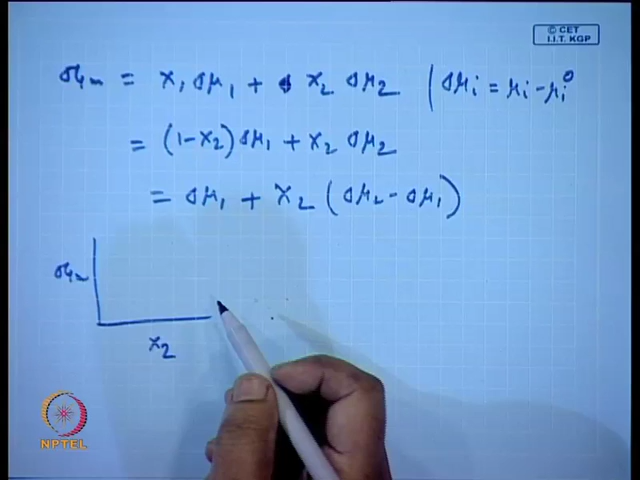 © CET
I.I.T. KGP
ΔGm = x₁ Δμ₁ + x₂ Δμ₂ | Δμi = μi - μi⁰
= (1-x₂) Δμ₁ + x₂ Δμ₂
= Δμ₁ + x₂ (Δμ₂ - Δμ₁)
ΔGm
x₂
NPTEL